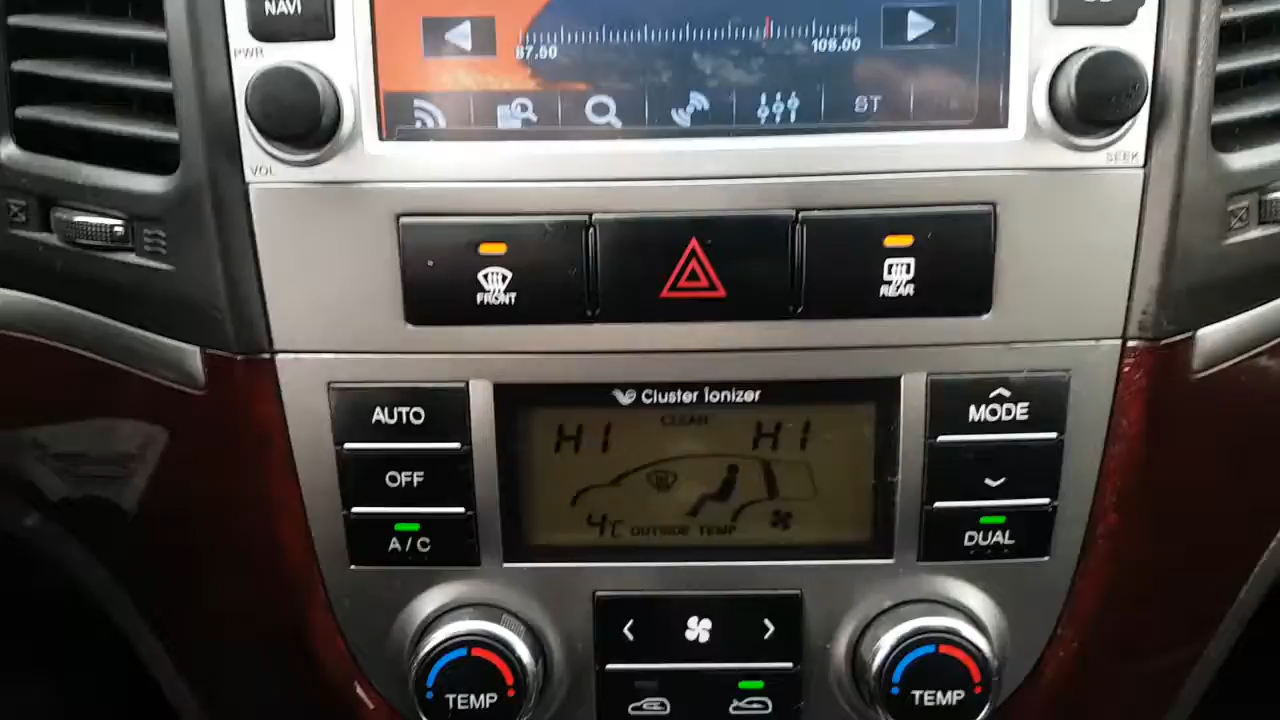 NAVI
PWR
87.50
108.00
ST
VOL
SEEK
FRONT
REAR
Cluster Ionizer
AUTO
CLEAN
MODE
HI
HI
OFF
A/C
4℃ OUTSIDE TEMP
DUAL
TEMP
TEMP